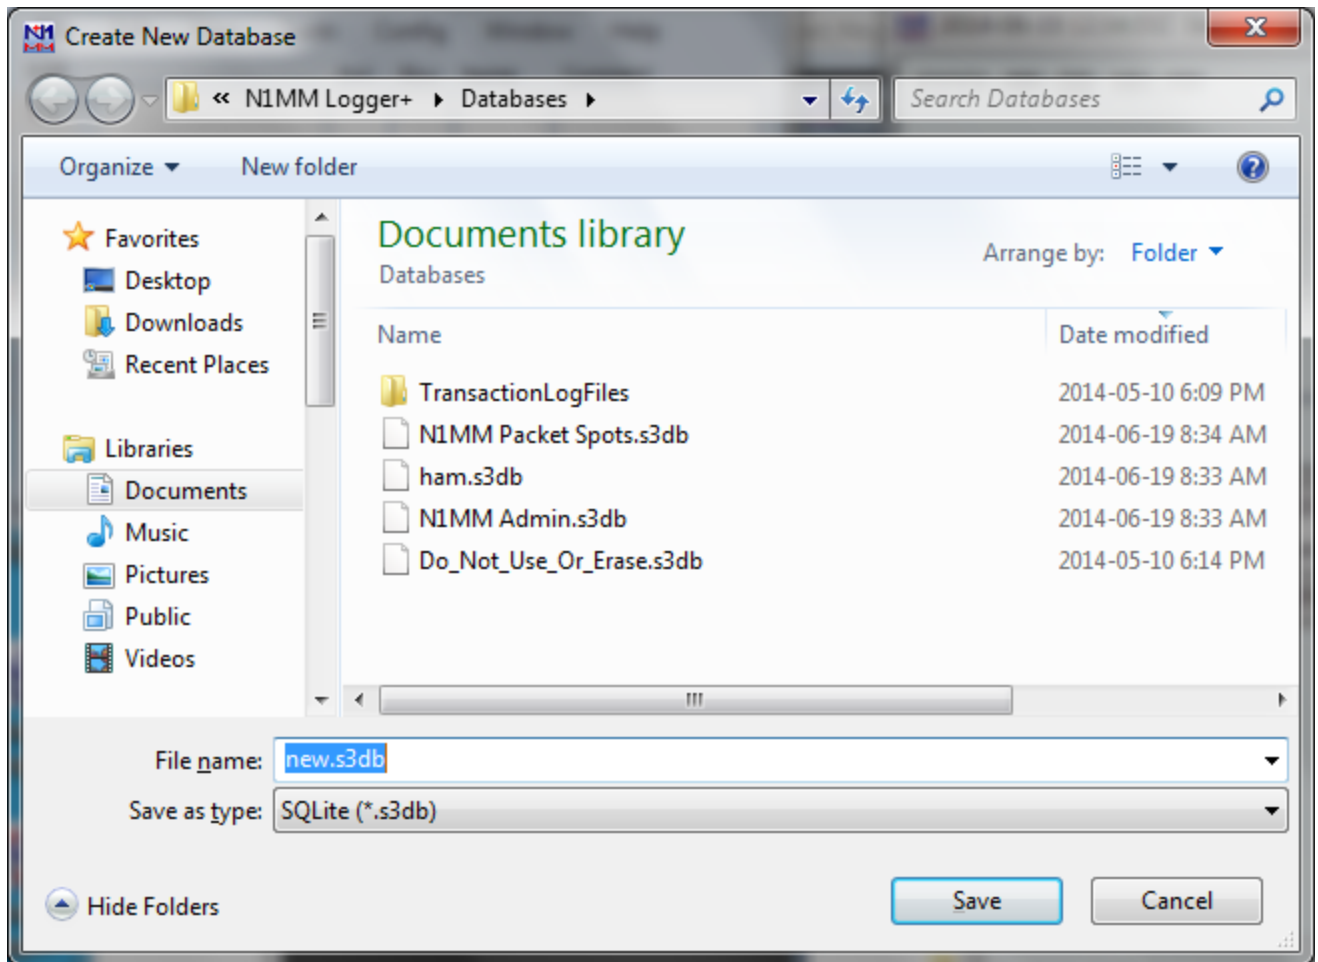 Create New Database
« N1MM Logger+ Databases
Search Databases
Organize
New folder
Favorites
Desktop
Downloads
Recent Places
Libraries
Documents
Music
Pictures
Public
Videos
Documents library
Databases
Arrange by: Folder
Name Date modified
TransactionLogFiles 2014-05-10 6:09 PM
N1MM Packet Spots.s3db 2014-06-19 8:34 AM
ham.s3db 2014-06-19 8:33 AM
N1MM Admin.s3db 2014-06-19 8:33 AM
Do_Not_Use_Or_Erase.s3db 2014-05-10 6:14 PM
File name: new.s3db
Save as type: SQLite (*.s3db)
Hide Folders
Save
Cancel